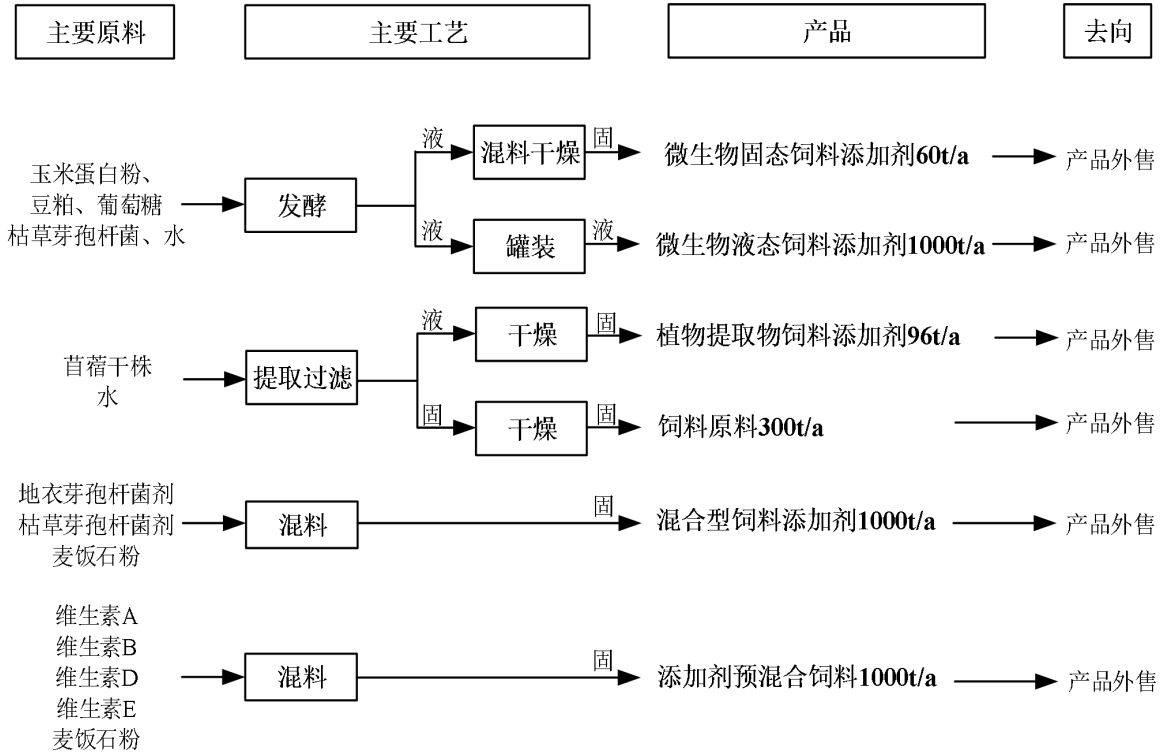 主要原料
主要工艺
产品
去向
玉米蛋白粉、
豆粕、葡萄糖
枯草芽孢杆菌、水
发酵
液
混料干燥
固
微生物固态饲料添加剂60t/a
产品外售
液
罐装
液
微生物液态饲料添加剂1000t/a
产品外售
苜蓿干株
水
提取过滤
液
干燥
固
植物提取物饲料添加剂96t/a
产品外售
固
干燥
固
饲料原料300t/a
产品外售
地衣芽孢杆菌剂
枯草芽孢杆菌剂
麦饭石粉
混料
固
混合型饲料添加剂1000t/a
产品外售
维生素A
维生素B
维生素D
维生素E
麦饭石粉
混料
固
添加剂预混合饲料1000t/a
产品外售